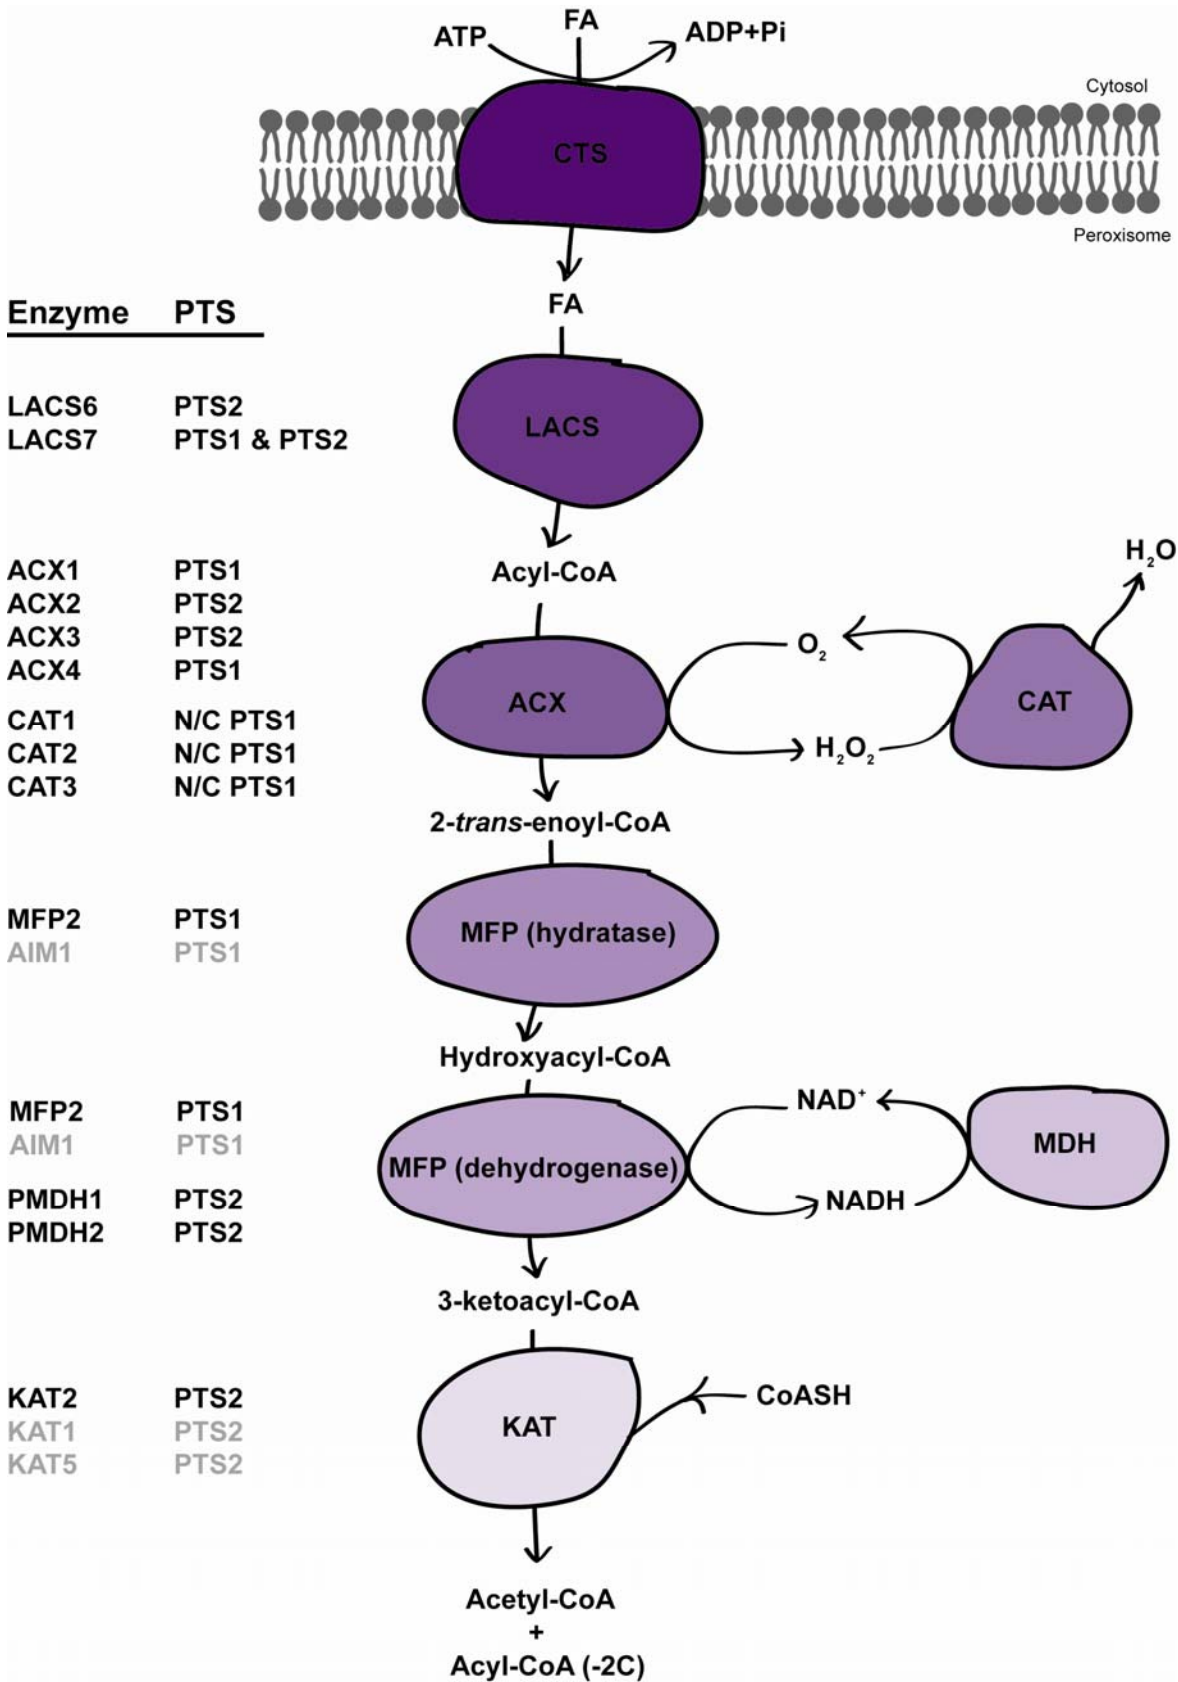 FA
ATP
ADP+Pi
Cytosol
CTS
Peroxisome
FA
Enzyme PTS
LACS6 PTS2
LACS7 PTS1 & PTS2
LACS
Acyl-CoA
H₂O
ACX1 PTS1
ACX2 PTS2
ACX3 PTS2
ACX4 PTS1
O₂
ACX
CAT
CAT1 N/C PTS1
CAT2 N/C PTS1
CAT3 N/C PTS1
H₂O₂
2-trans-enoyl-CoA
MFP2 PTS1
AIM1 PTS1
MFP (hydratase)
Hydroxyacyl-CoA
MFP2 PTS1
AIM1 PTS1
NAD⁺
MDH
MFP (dehydrogenase)
PMDH1 PTS2
PMDH2 PTS2
NADH
3-ketoacyl-CoA
KAT2 PTS2
KAT1 PTS2
KAT5 PTS2
KAT
CoASH
Acetyl-CoA
+
Acyl-CoA (-2C)